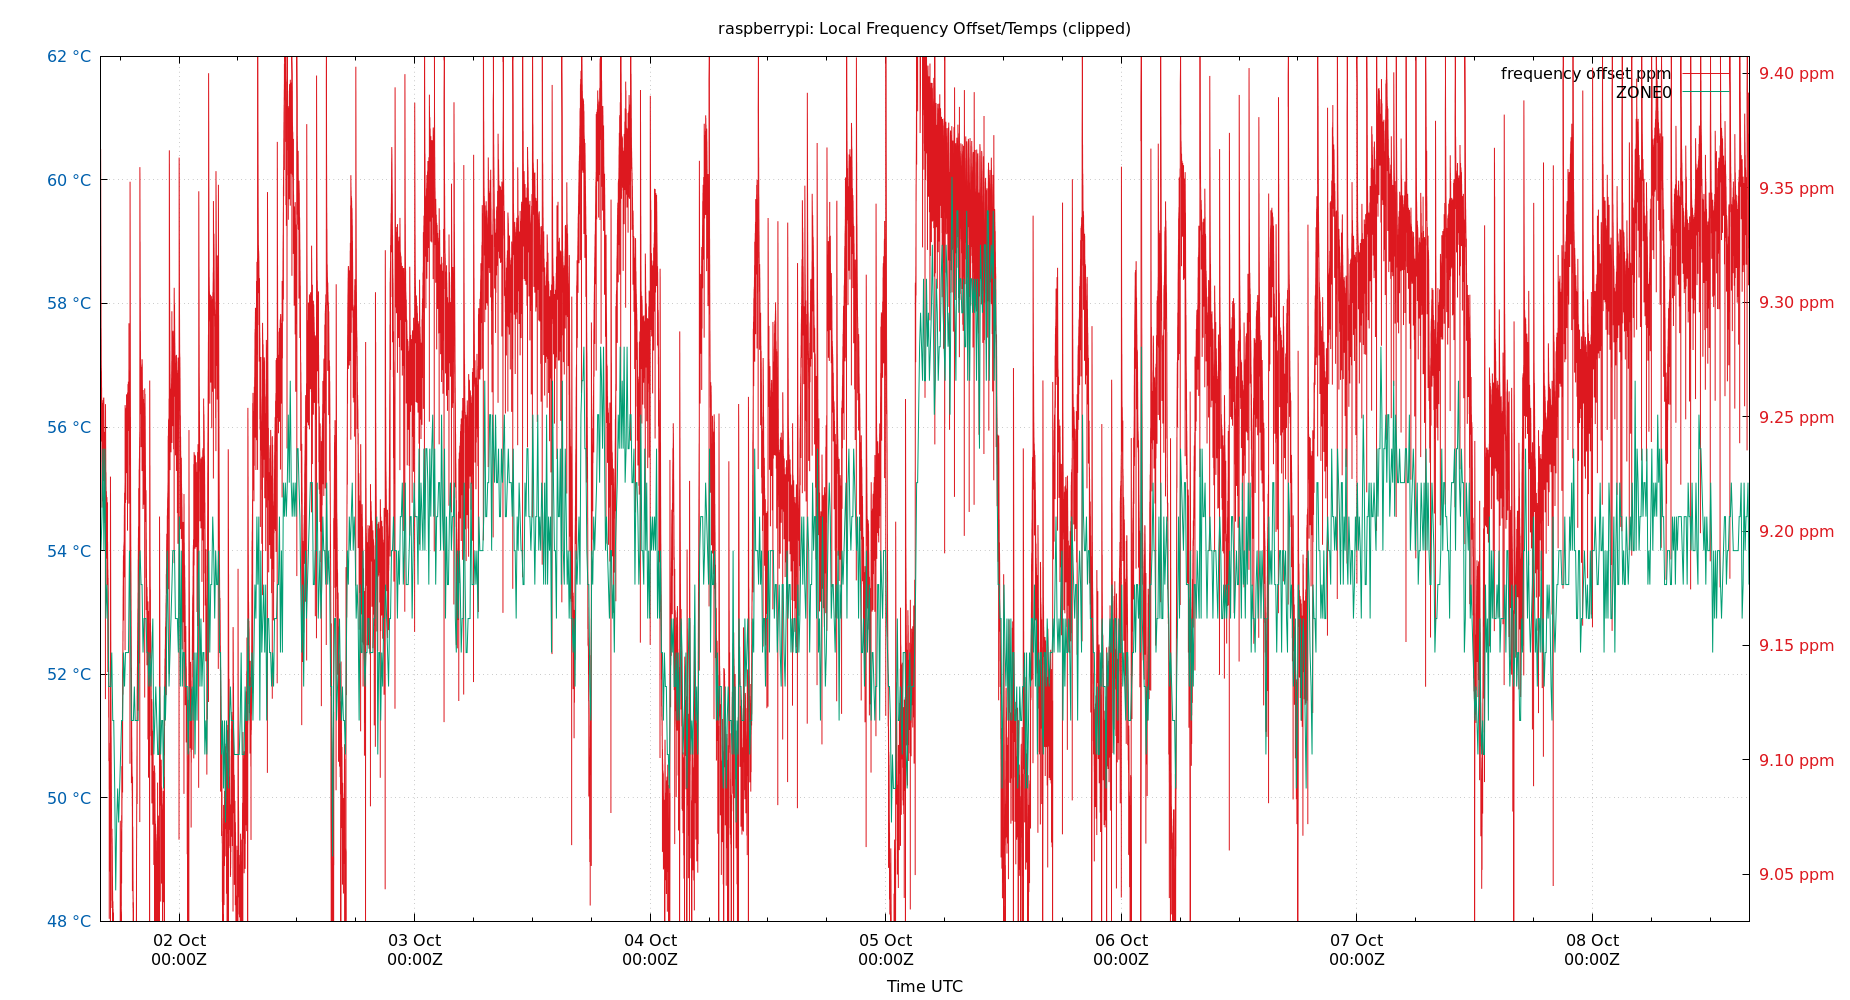 raspberrypi: Local Frequency Offset/Temps (clipped)
62 °C
60 °C
58 °C
56 °C
54 °C
52 °C
50 °C
48 °C
frequency offset ppm
ZONE0
9.40 ppm
9.35 ppm
9.30 ppm
9.25 ppm
9.20 ppm
9.15 ppm
9.10 ppm
9.05 ppm
02 Oct 03 Oct 04 Oct 05 Oct 06 Oct 07 Oct 08 Oct
00:00Z 00:00Z 00:00Z 00:00Z 00:00Z 00:00Z 00:00Z
Time UTC